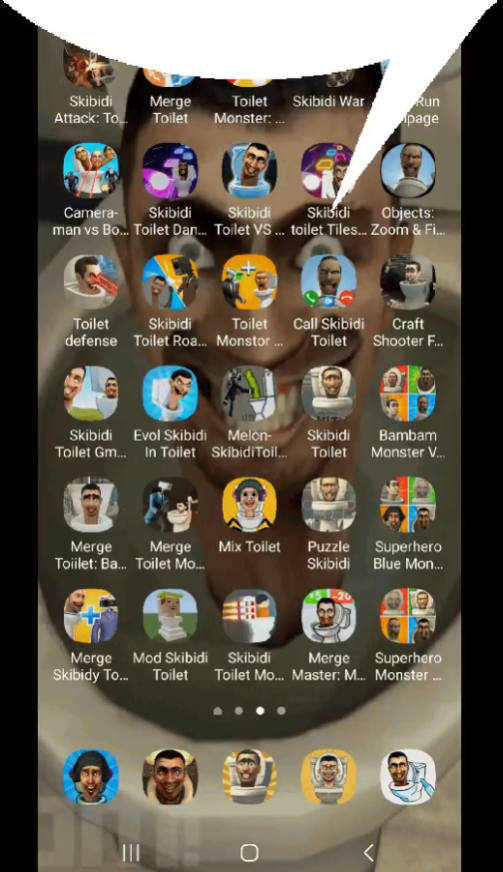 Skibidi
Attack: To...
Merge
Toilet
Toilet
Monster: ...
Skibidi War
Run
Camera-
man vs Bo...
Skibidi
Toilet Dan...
Skibidi
Toilet VS ...
Skibidi
toilet Tiles...
Objects:
Zoom & Fi...
Toilet
defense
Skibidi
Toilet Roa...
+
Toilet
Monstor ...
Call Skibidi
Toilet
Craft
Shooter F...
Skibidi
Toilet Gm...
Evol Skibidi
In Toilet
Melon-
SkibidiToil...
Skibidi
Toilet
Bambam
Monster V...
Merge
Toiilet: Ba...
Merge
Toilet Mo...
Mix Toilet
Puzzle
Skibidi
Superhero
Blue Mon...
+
Merge
Skibidy To...
Mod Skibidi
Toilet
Skibidi
Toilet Mo...
+5 -20
Merge
Master: M...
Superhero
Monster ...